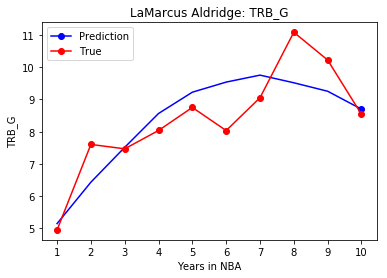 LaMarcus Aldridge: TRB_G
Prediction
True
TRB_G
11
10
9
8
7
6
5
1 2 3 4 5 6 7 8 9 10
Years in NBA